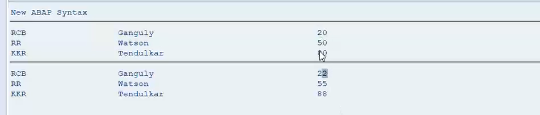 New ABAP Syntax
RCB Ganguly 20
RR Watson 50
KKR Tendulkar
RCB Ganguly 22
RR Watson 55
KKR Tendulkar 88